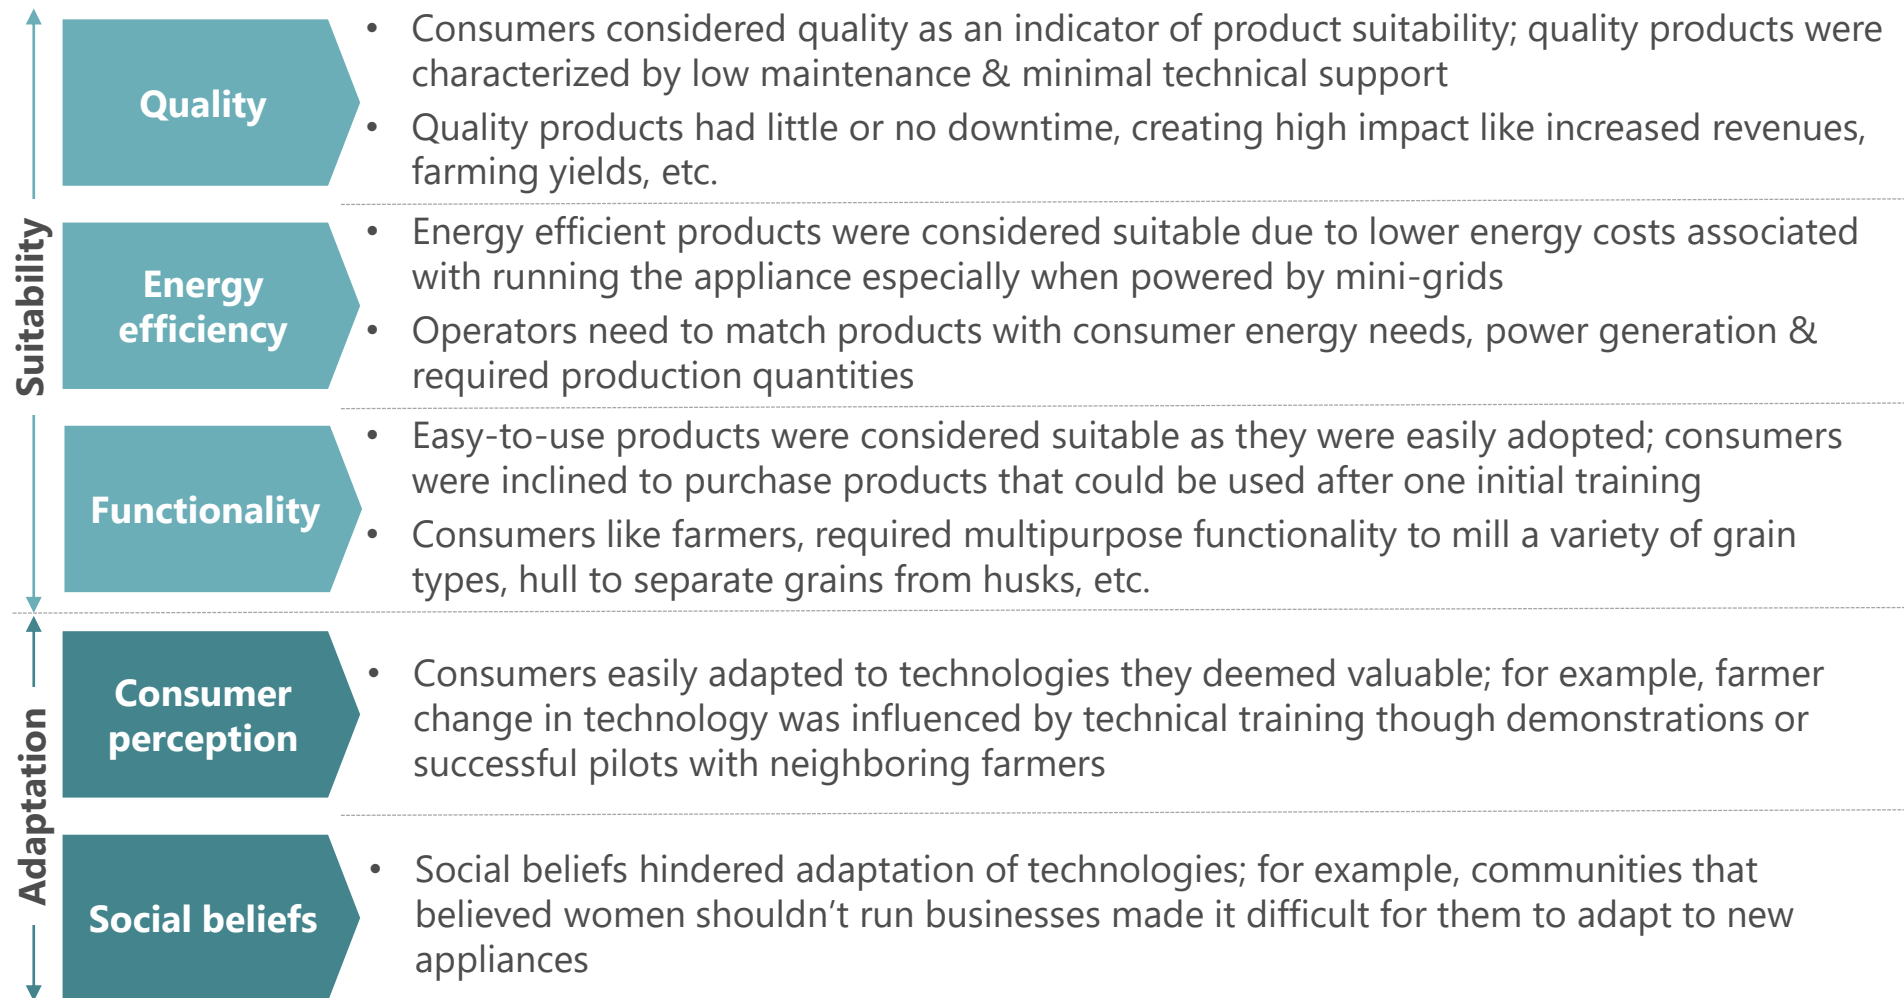 Suitability
Quality
• Consumers considered quality as an indicator of product suitability; quality products were
characterized by low maintenance & minimal technical support
• Quality products had little or no downtime, creating high impact like increased revenues,
farming yields, etc.
Energy
efficiency
• Energy efficient products were considered suitable due to lower energy costs associated
with running the appliance especially when powered by mini-grids
• Operators need to match products with consumer energy needs, power generation &
required production quantities
Functionality
• Easy-to-use products were considered suitable as they were easily adopted; consumers
were inclined to purchase products that could be used after one initial training
• Consumers like farmers, required multipurpose functionality to mill a variety of grain
types, hull to separate grains from husks, etc.
Adaptation
Consumer
perception
• Consumers easily adapted to technologies they deemed valuable; for example, farmer
change in technology was influenced by technical training though demonstrations or
successful pilots with neighboring farmers
Social beliefs
• Social beliefs hindered adaptation of technologies; for example, communities that
believed women shouldn’t run businesses made it difficult for them to adapt to new
appliances